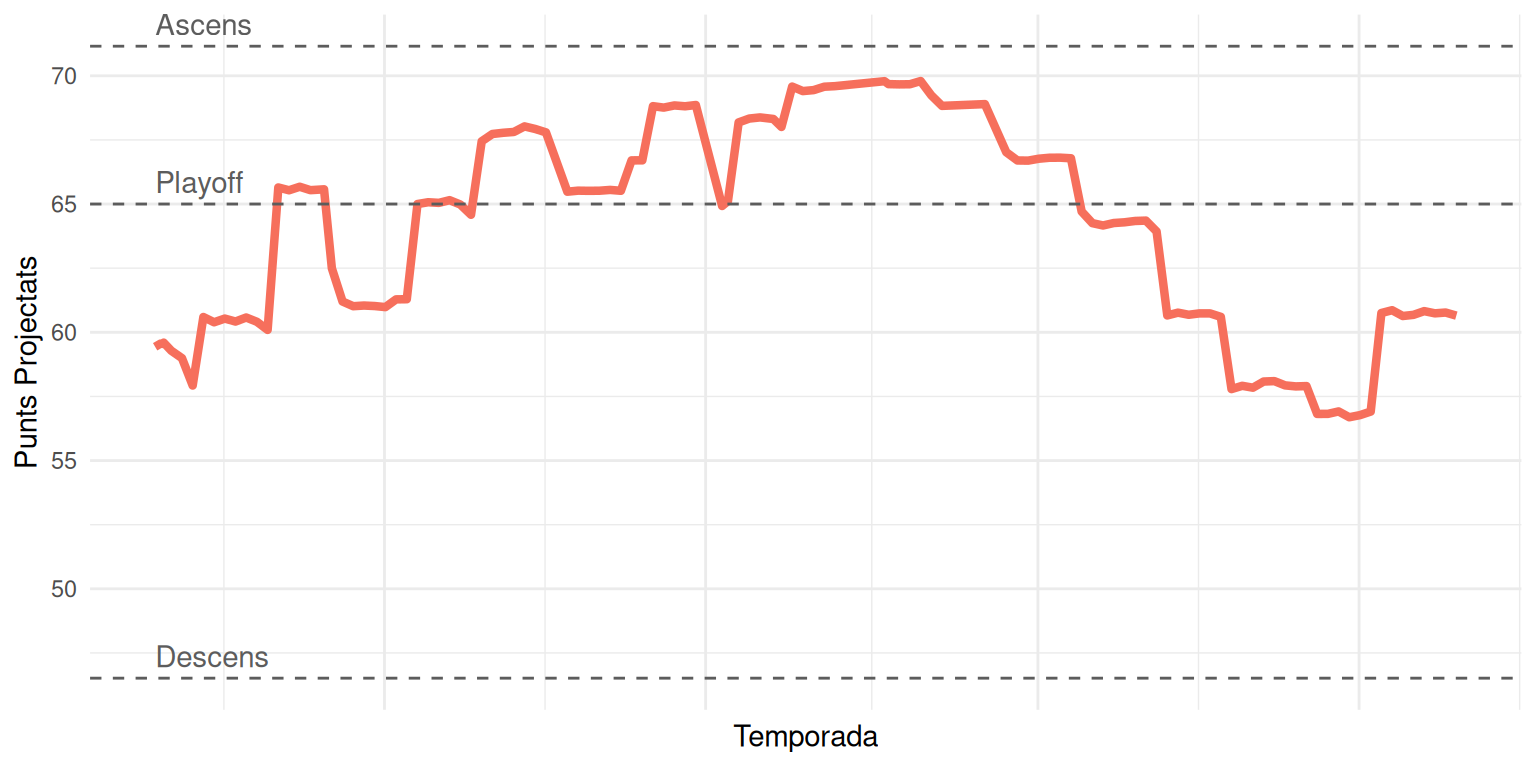 Ascens
70
Playoff
65
60
55
50
Descens
Punts Projectats
Temporada